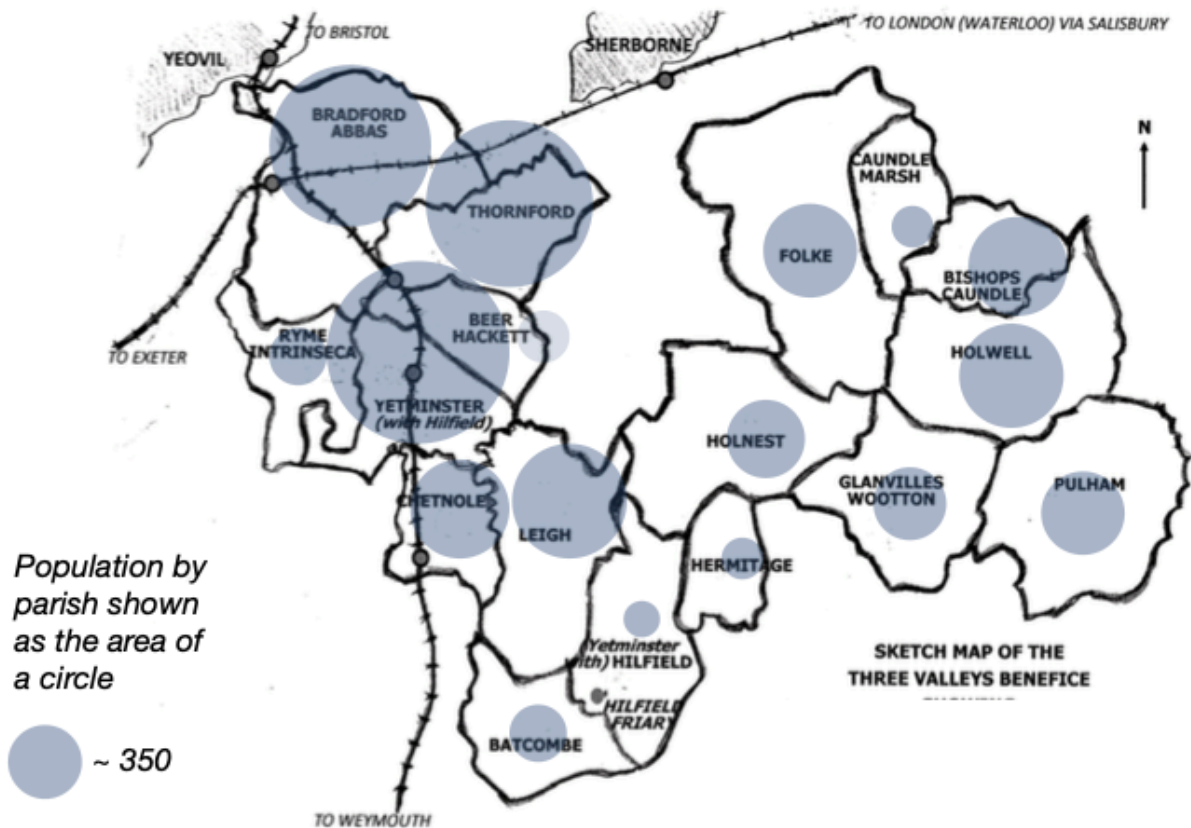 TO BRISTOL
YEOVIL
SHERBORNE
TO LONDON (WATERLOO) VIA SALISBURY
BRADFORD
ABBAS
THORNFORD
CAUNDLE
MARSH
N
FOLKE
BISHOPS
CAUNDLE
HOLWELL
BEER
HACKETT
RYME
INTRINSECA
TO EXETER
YETMINSTER
(with Hilfield)
HOLNEST
CHETNOLE
LEIGH
GLANVILLES
WOOTTON
PULHAM
HERMITAGE
(Yetminster
with) HILFIELD
HILFIELD
FRIARY
BATCOMBE
TO WEYMOUTH
Population by
parish shown
as the area of
a circle
~ 350
SKETCH MAP OF THE
THREE VALLEYS BENEFICE